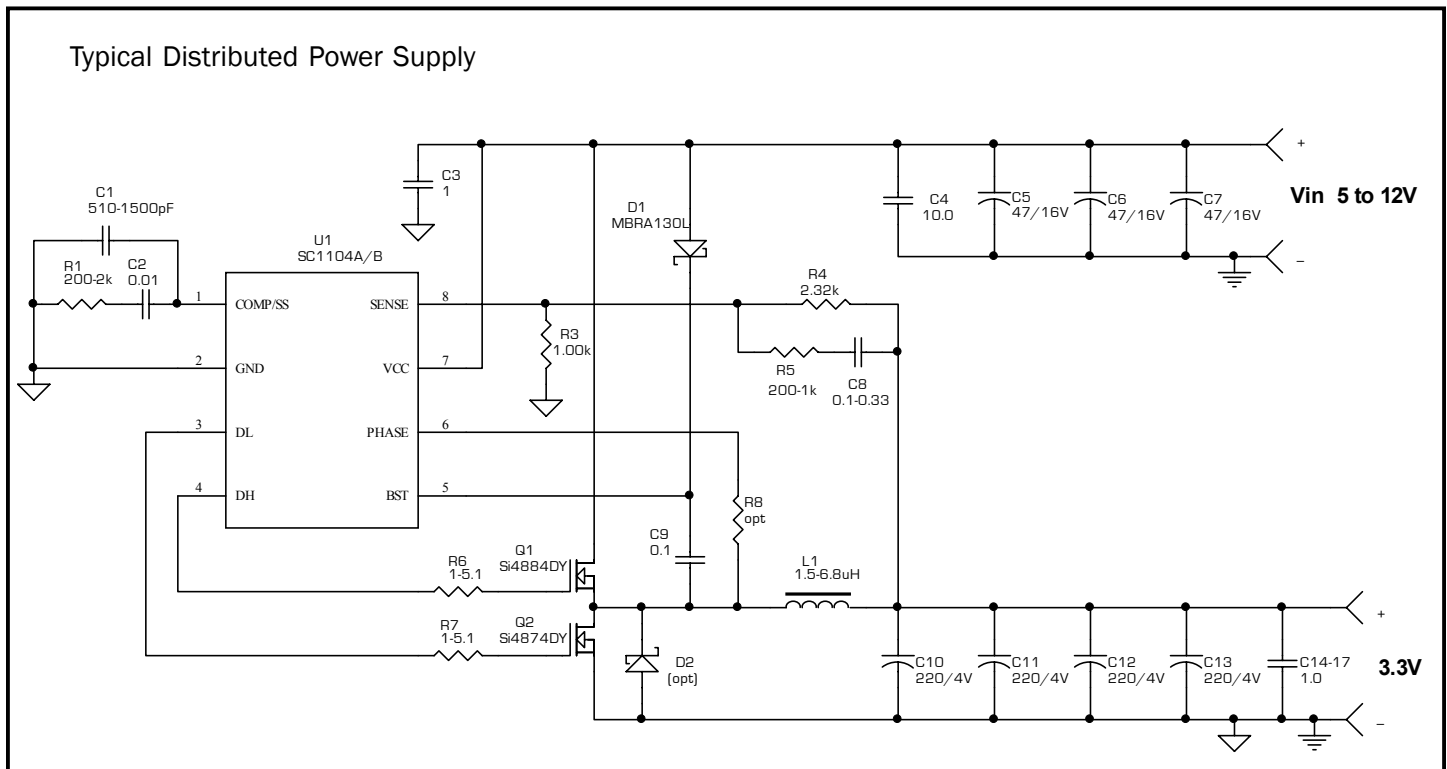 Typical Distributed Power Supply
C1
510-1500pF
R1
200-2k
C2
0.01
U1
SC1104A/B
1
COMP/SS
2
GND
3
DL
4
DH
SENSE
8
VCC
7
PHASE
6
BST
5
C3
1
D1
MBRA130L
C4
10.0
C5
47/16V
C6
47/16V
C7
47/16V
+
Vin 5 to 12V
_
R3
1.00k
R4
2.32k
R5
200-1k
C8
0.1-0.33
R8
opt
C9
0.1
R6
1-5.1
Q1
Si4884DY
R7
1-5.1
Q2
Si4874DY
D2
(opt)
L1
1.5-6.8uH
C10
220/4V
C11
220/4V
C12
220/4V
C13
220/4V
C14-17
1.0
+
3.3V
_